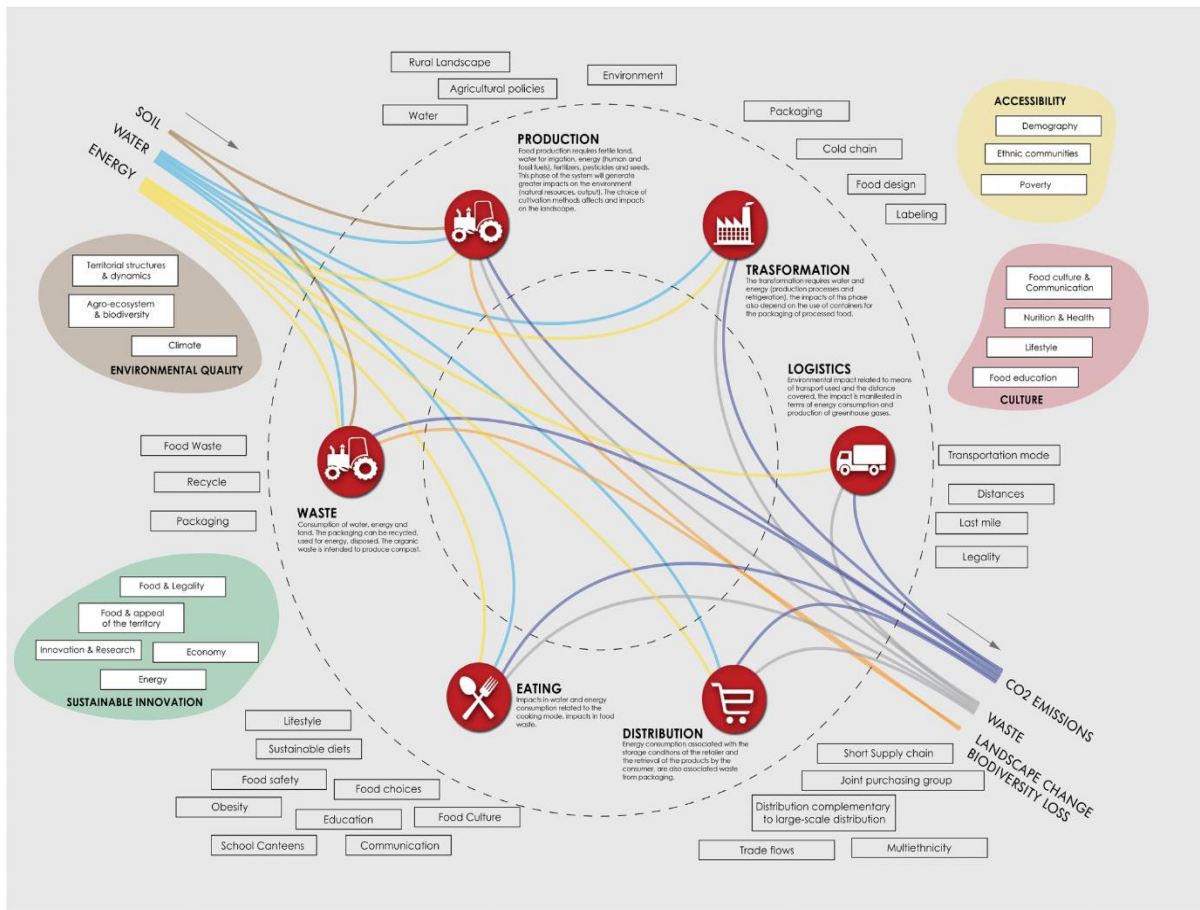 Rural Landscape
Agricultural policies
Water
Environment
Packaging
Cold chain
Food design
Labeling
ACCESSIBILITY
Demography
Ethnic communities
Poverty
SOIL
WATER
ENERGY
PRODUCTION
Food production requires fertile land,
water for irrigation, energy (human and
fossil fuels), fertilizers, pesticides and seeds.
This phase of the system will generate
greater impacts on the environment
(natural resources, output). The choice of
cultivation methods affects and impacts
on the landscape.
TRASFORMATION
The transformation requires water and
energy (production processes and
refrigeration), the impacts of this phase
also depend on the use of containers for
the packaging of processed food.
Territorial structures
& dynamics
Agro-ecosystem
& biodiversity
Climate
ENVIRONMENTAL QUALITY
Food culture &
Communication
Nurition & Health
Lifestyle
Food education
CULTURE
LOGISTICS
Environmental impact related to means
of transport used and the distance
covered, the impact is manifested in
terms of energy consumption and
production of greenhouse gases.
Food Waste
Recycle
Packaging
Transportation mode
Distances
Last mile
Legality
WASTE
Consumption of water, energy and
land. The packaging can be recycled,
used for energy, disposed. The organic
waste is intended to produce compost.
Food & Legality
Food & appeal
of the territory
Innovation & Research
Economy
Energy
SUSTAINABLE INNOVATION
EATING
Impacts in water and energy
consumption related to the
cooking mode, impacts in food
waste.
DISTRIBUTION
Energy consumption associated with the
storage conditions at the retailer and
the retrieval of the products by the
consumer, are also associated waste
from packaging.
CO2 EMISSIONS
WASTE
LANDSCAPE CHANGE
BIODIVERSITY LOSS
Lifestyle
Sustainable diets
Food safety
Food choices
Obesity
Education
Food Culture
School Canteens
Communication
Short Supply chain
Joint purchasing group
Distribution complementary
to large-scale distribution
Trade flows
Multiethnicity